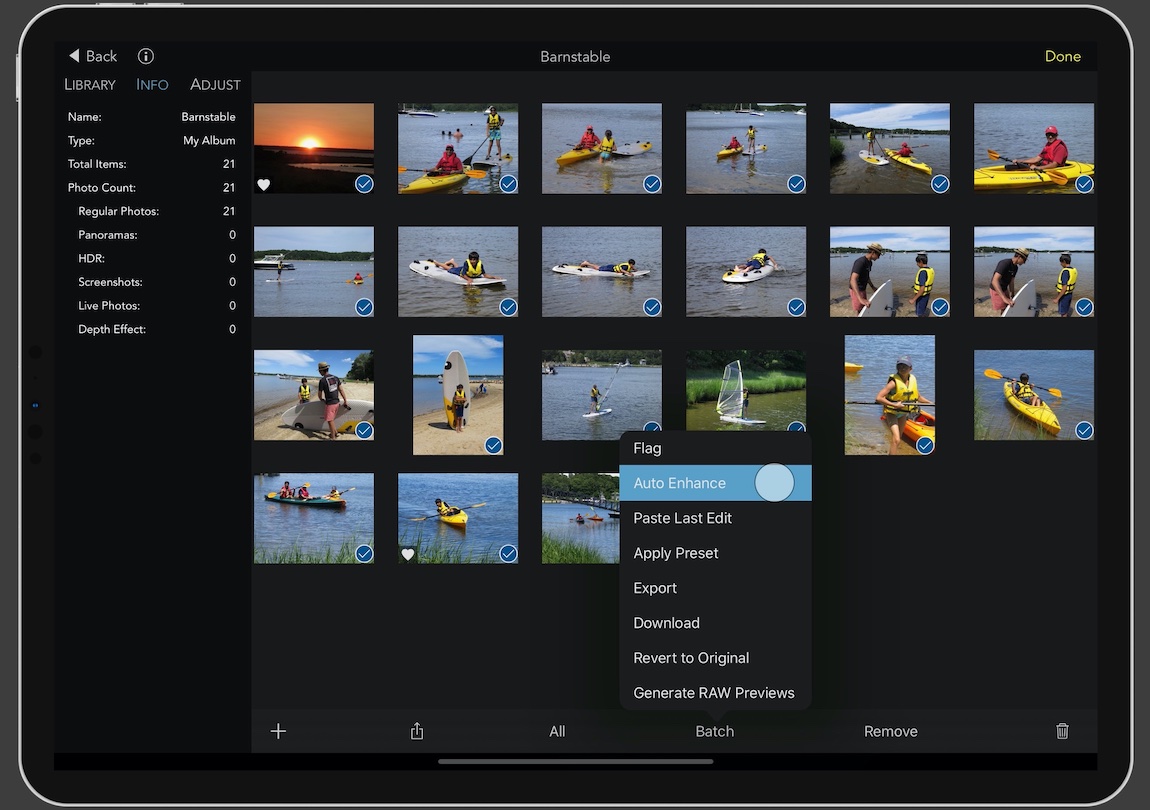 Back
Barnstable
Done
LIBRARY INFO ADJUST
Name: Barnstable
Type: My Album
Total Items: 21
Photo Count: 21
Regular Photos: 21
Panoramas: 0
HDR: 0
Screenshots: 0
Live Photos: 0
Depth Effect: 0
Flag
Auto Enhance
Paste Last Edit
Apply Preset
Export
Download
Revert to Original
Generate RAW Previews
All Batch Remove